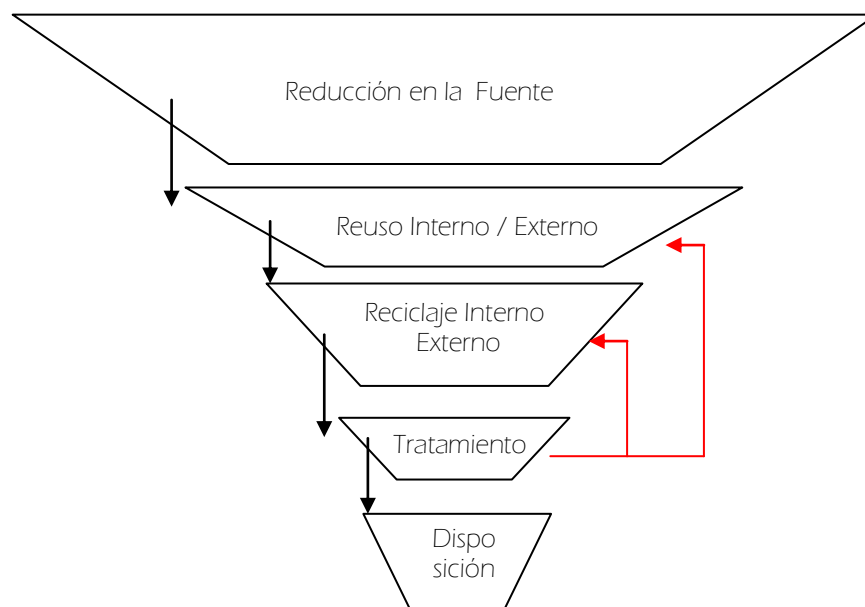 Reducción en la Fuente
Reuso Interno / Externo
Reciclaje Interno
Externo
Tratamiento
Dispo
sición